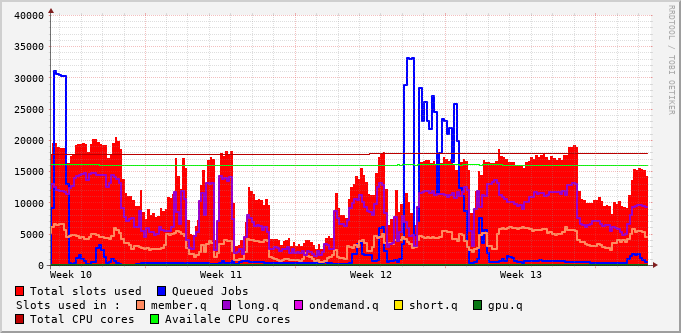 40000
35000
30000
25000
20000
15000
10000
5000
0
Week 10 Week 11 Week 12 Week 13
Total slots used Queued Jobs
Slots used in : member.q long.q ondemand.q short.q gpu.q
Total CPU cores Availale CPU cores
RRDTOOL / TOBI OETIKER